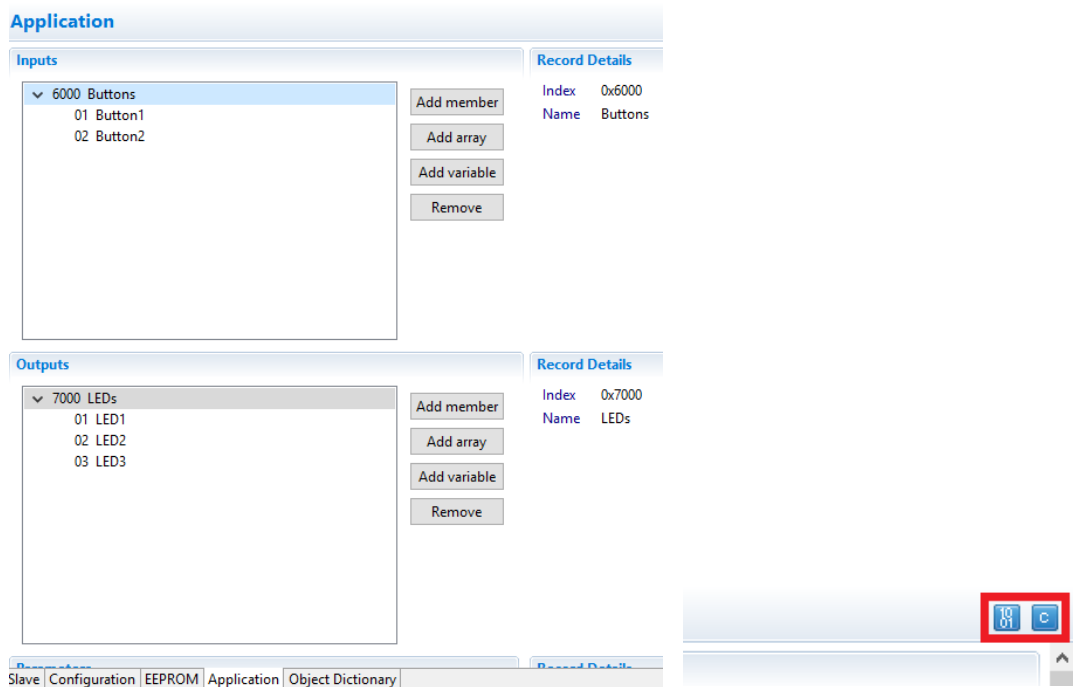 Application
Inputs
6000 Buttons
01 Button1
02 Button2
Add member
Add array
Add variable
Remove
Record Details
Index 0x6000
Name Buttons
Outputs
7000 LEDs
01 LED1
02 LED2
03 LED3
Add member
Add array
Add variable
Remove
Record Details
Index 0x7000
Name LEDs
10
01
C
Slave Configuration EEPROM Application Object Dictionary